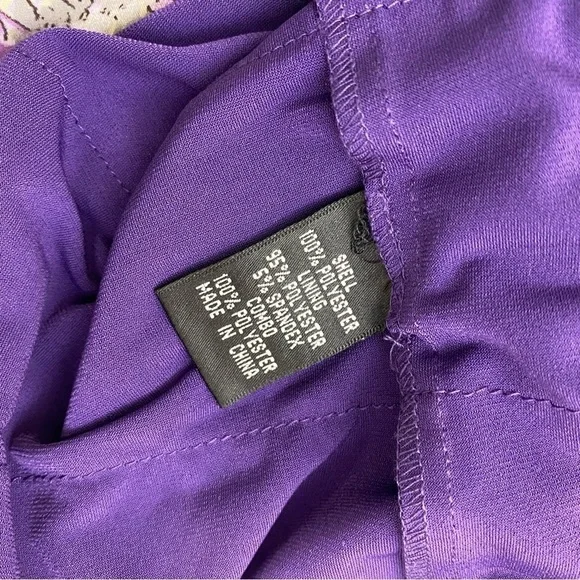 SHELL
100% POLYESTER
LINING
95% POLYESTER
5% SPANDEX
COMBO
100% POLYESTER
MADE IN CHINA